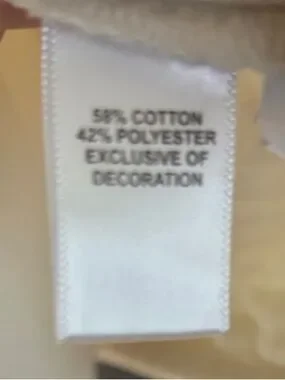 58% COTTON
42% POLYESTER
EXCLUSIVE OF
DECORATION